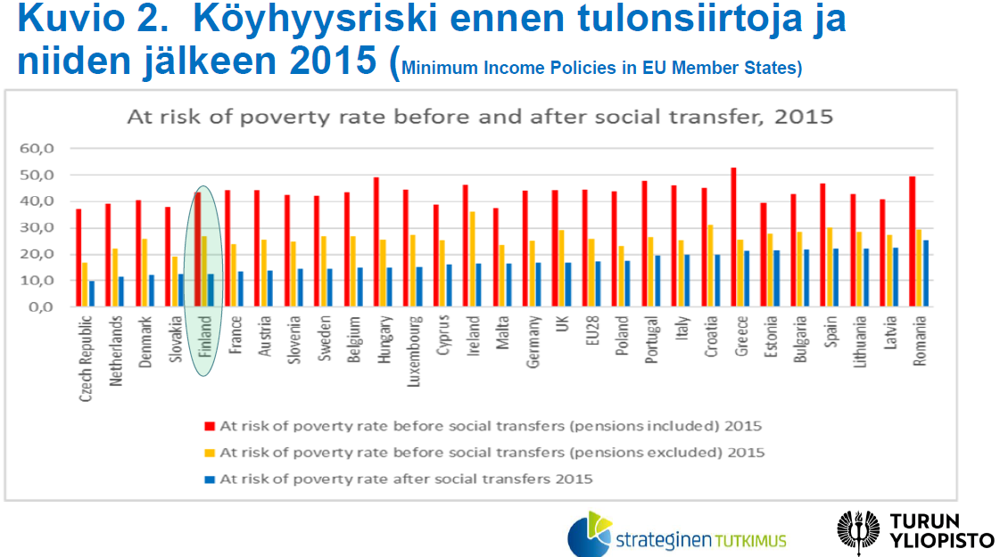 Kuvio 2. Köyhyysriski ennen tulonsiirtoja ja
niiden jälkeen 2015 (Minimum Income Policies in EU Member States)
At risk of poverty rate before and after social transfer, 2015
60,0
50,0
40,0
30,0
20,0
10,0
0,0
Czech Republic
Netherlands
Denmark
Slovakia
Finland
France
Austria
Slovenia
Sweden
Belgium
Hungary
Luxembourg
Cyprus
Ireland
Malta
Germany
UK
EU28
Poland
Portugal
Italy
Croatia
Greece
Estonia
Bulgaria
Spain
Lithuania
Latvia
Romania
At risk of poverty rate before social transfers (pensions included) 2015
At risk of poverty rate before social transfers (pensions excluded) 2015
At risk of poverty rate after social transfers 2015
strateginen TUTKIMUS
TURUN
YLIOPISTO